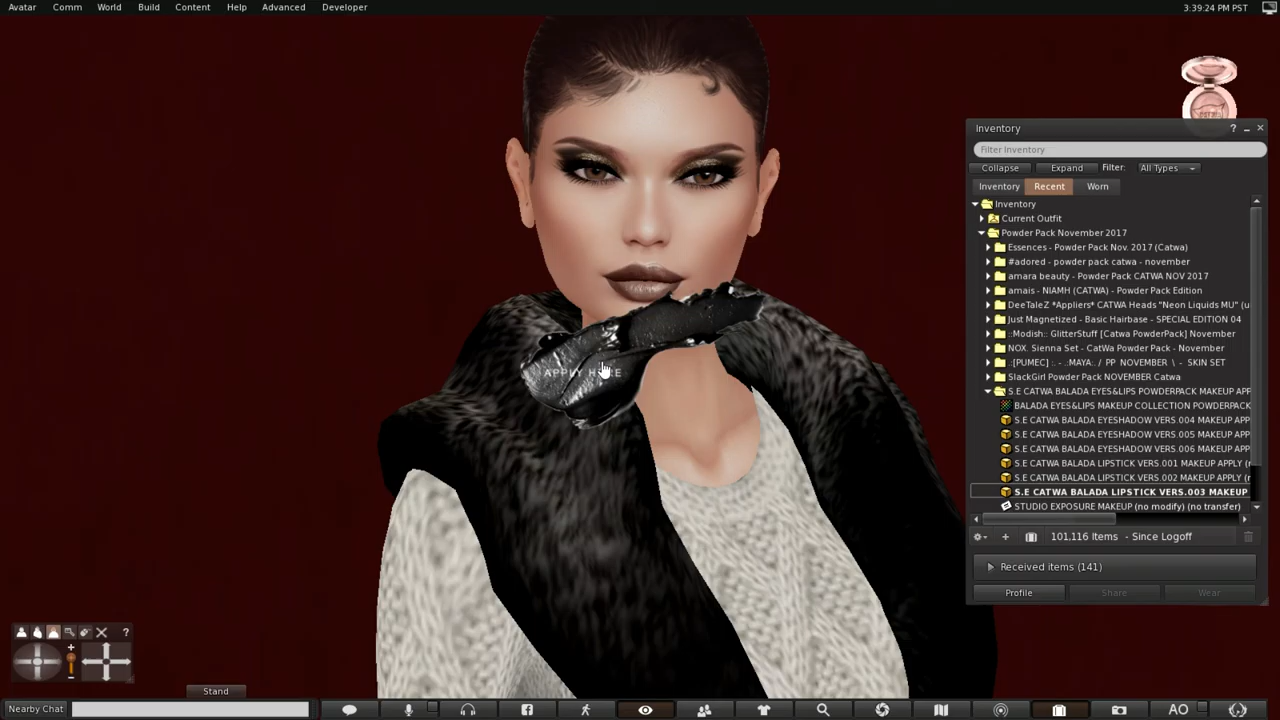 Avatar Comm World Build Content Help Advanced Developer
3:39:24 PM PST
Inventory
?
Filter Inventory
Collapse Expand Filter: All Types
Inventory Recent Worn
Inventory
Current Outfit
Powder Pack November 2017
Essences - Powder Pack Nov. 2017 (Catwa)
#adored - powder pack catwa - november
amara beauty - Powder Pack CATWA NOV 2017
amais - NIAMH (CATWA) - Powder Pack Edition
DeeTaleZ *Appliers* CATWA Heads "Neon Liquids MU" (u
Just Magnetized - Basic Hairbase - SPECIAL EDITION 04
::Modish:: GlitterStuff [Catwa PowderPack] November
NOX. Sienna Set - CatWa Powder Pack - November
.:[PUMEC] :. - .:MAYA:. / PP NOVEMBER \ - SKIN SET
SlackGirl Powder Pack NOVEMBER Catwa
S.E CATWA BALADA EYES&LIPS POWDERPACK MAKEUP APP
BALADA EYES&LIPS MAKEUP COLLECTION POWDERPACK
S.E CATWA BALADA EYESHADOW VERS.004 MAKEUP APP
S.E CATWA BALADA EYESHADOW VERS.005 MAKEUP APP
S.E CATWA BALADA EYESHADOW VERS.006 MAKEUP APP
S.E CATWA BALADA LIPSTICK VERS.001 MAKEUP APPLY (
S.E CATWA BALADA LIPSTICK VERS.002 MAKEUP APPLY (
S.E CATWA BALADA LIPSTICK VERS.003 MAKEUP
STUDIO EXPOSURE MAKEUP (no modify) (no transfer)
101,116 Items - Since Logoff
Received items (141)
Profile Share Wear
APPLY HERE
?
Stand
Nearby Chat
AO